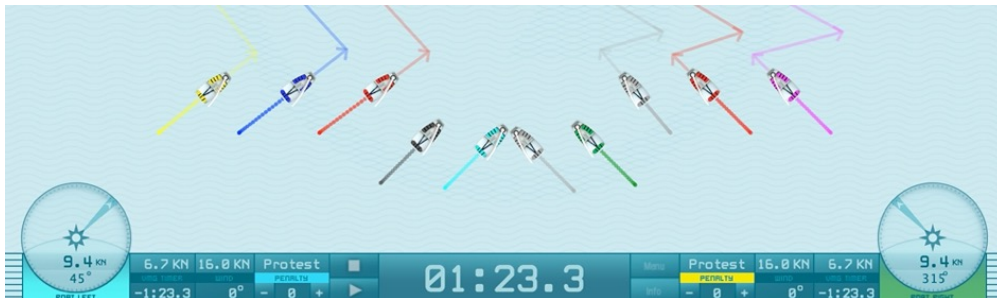 6.7 KN 16.0 KN Protest
PENALTY
-1:23.3 0° - 0 +
9.4 KN
45°
BOAT LEFT
01:23.3
Menu
Info
Protest 16.0 KN 6.7 KN
PENALTY
- 0 + 0° -1:23.3
9.4 KN
315°